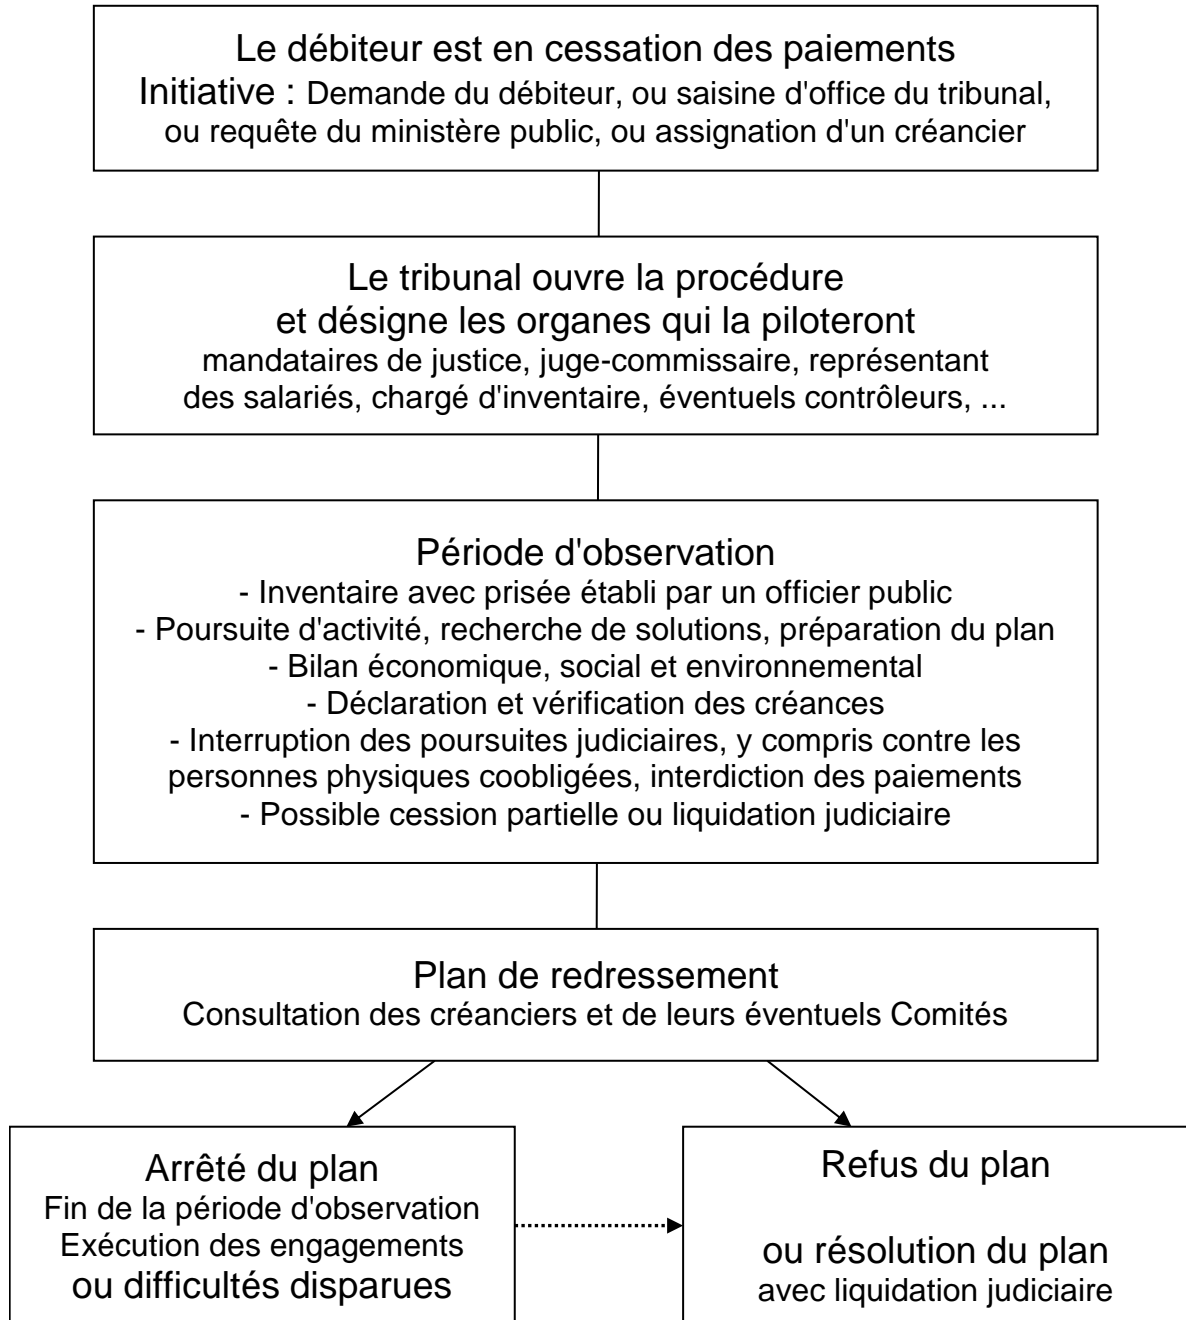 Le débiteur est en cessation des paiements
Initiative : Demande du débiteur, ou saisine d'office du tribunal,
ou requête du ministère public, ou assignation d'un créancier
Le tribunal ouvre la procédure
et désigne les organes qui la piloteront
mandataires de justice, juge-commissaire, représentant
des salariés, chargé d'inventaire, éventuels contrôleurs, ...
Période d'observation
- Inventaire avec prisée établi par un officier public
- Poursuite d'activité, recherche de solutions, préparation du plan
- Bilan économique, social et environnemental
- Déclaration et vérification des créances
- Interruption des poursuites judiciaires, y compris contre les
personnes physiques coobligées, interdiction des paiements
- Possible cession partielle ou liquidation judiciaire
Plan de redressement
Consultation des créanciers et de leurs éventuels Comités
Arrêté du plan
Fin de la période d'observation
Exécution des engagements
ou difficultés disparues
Refus du plan
ou résolution du plan
avec liquidation judiciaire